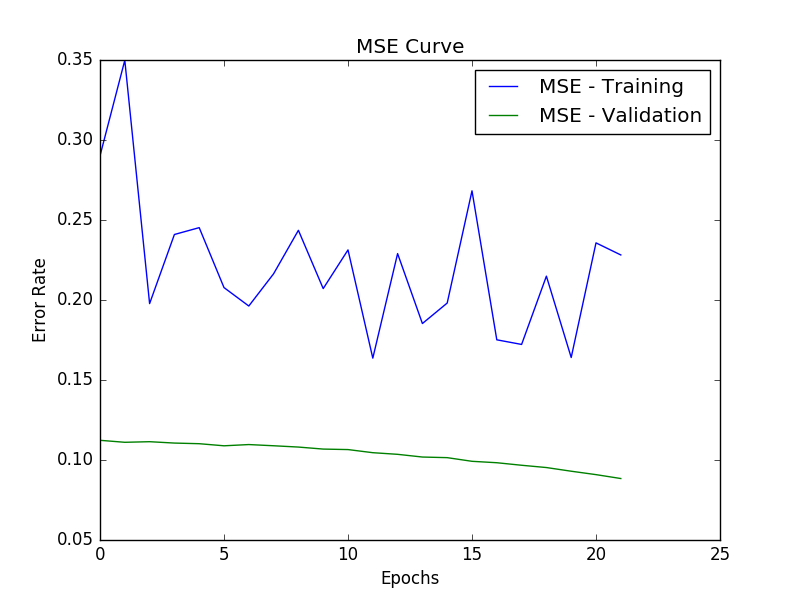 MSE Curve
MSE - Training
MSE - Validation
0.35
0.30
0.25
0.20
0.15
0.10
0.05
Error Rate
0 5 10 15 20 25
Epochs